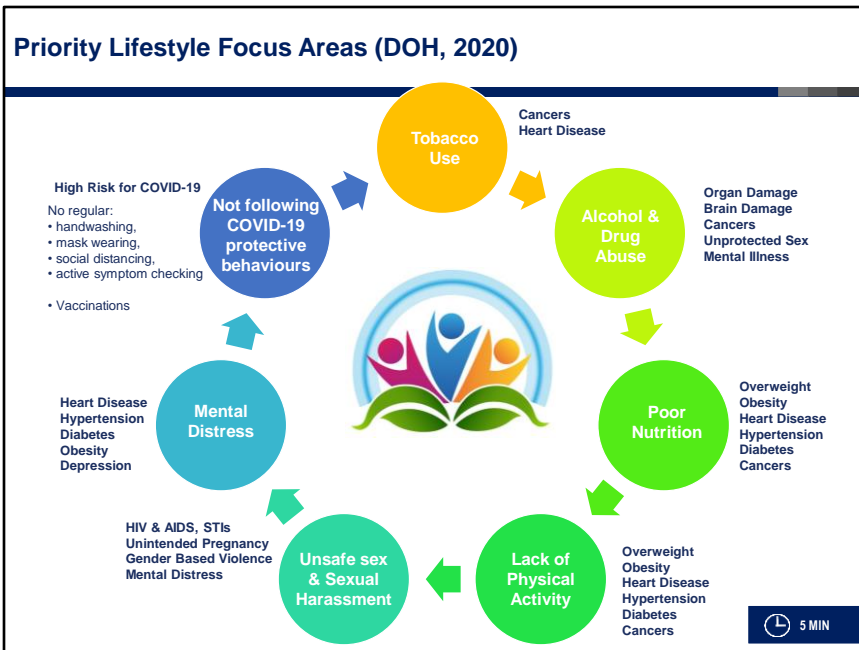 Priority Lifestyle Focus Areas (DOH, 2020)
Tobacco
Use
Cancers
Heart Disease
Alcohol &
Drug
Abuse
Organ Damage
Brain Damage
Cancers
Unprotected Sex
Mental Illness
Poor
Nutrition
Overweight
Obesity
Heart Disease
Hypertension
Diabetes
Cancers
Lack of
Physical
Activity
Overweight
Obesity
Heart Disease
Hypertension
Diabetes
Cancers
Unsafe sex
& Sexual
Harassment
HIV & AIDS, STIs
Unintended Pregnancy
Gender Based Violence
Mental Distress
Mental
Distress
Heart Disease
Hypertension
Diabetes
Obesity
Depression
Not following
COVID-19
protective
behaviours
High Risk for COVID-19
No regular:
• handwashing,
• mask wearing,
• social distancing,
• active symptom checking
• Vaccinations
5 MIN